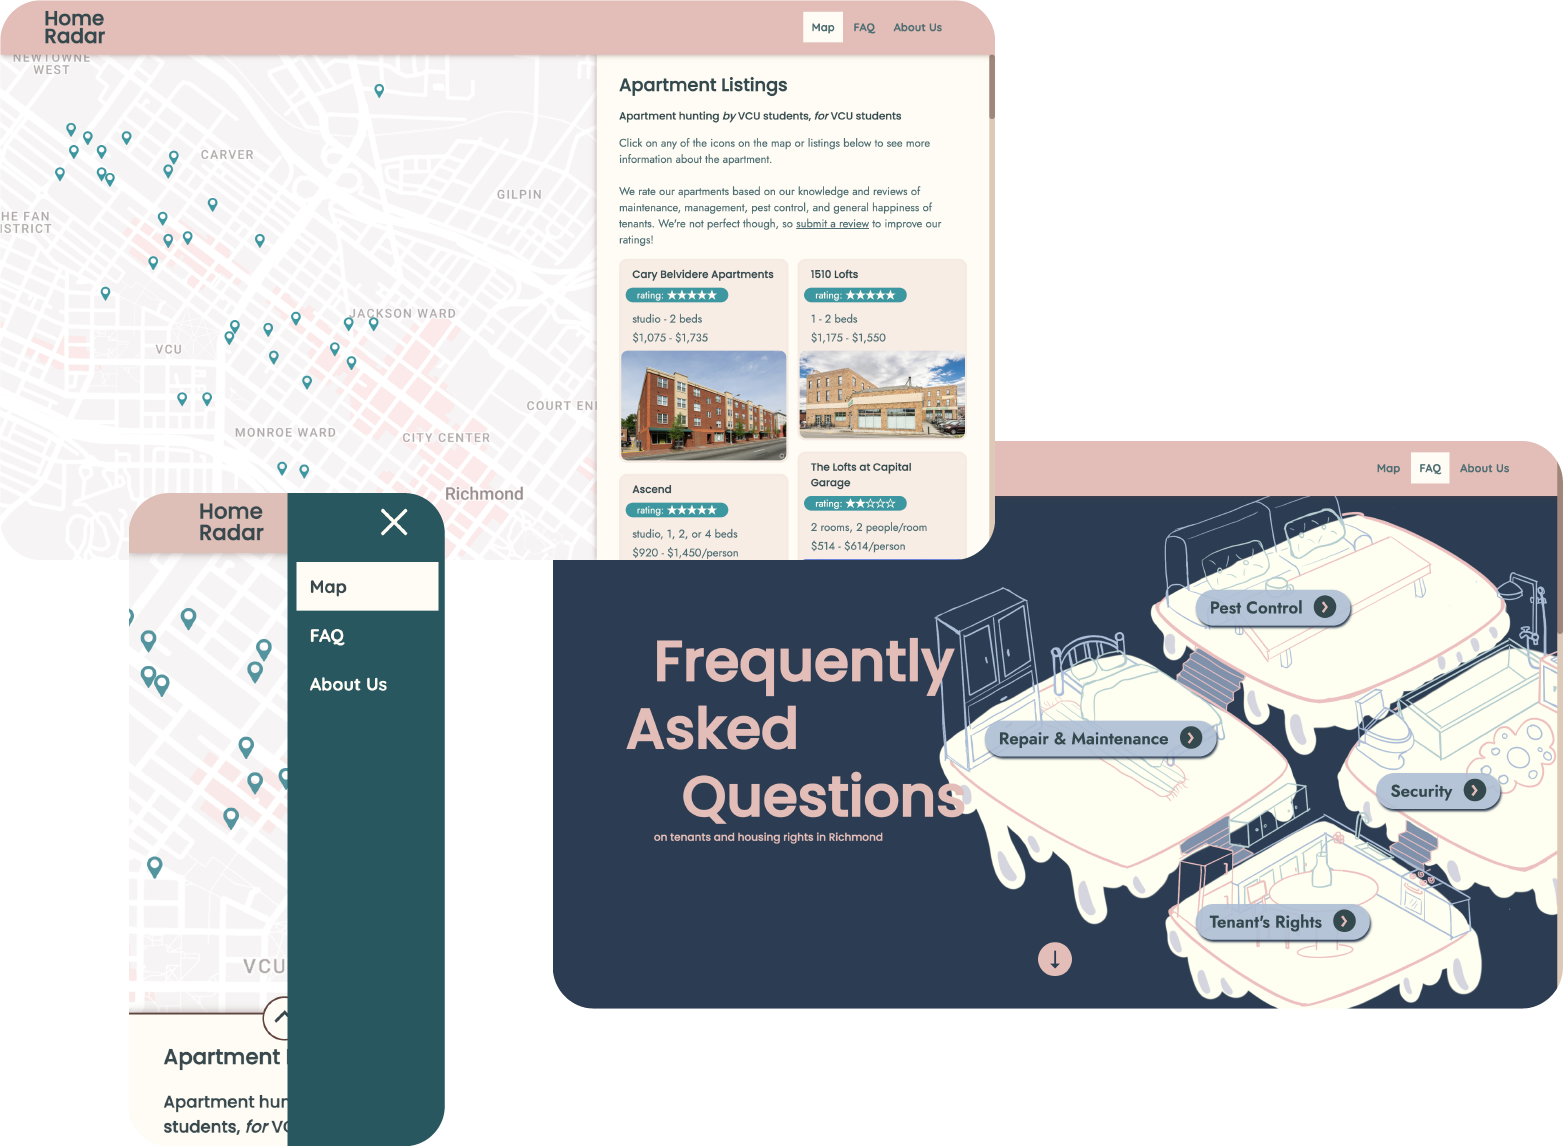 Home
Radar
Map
FAQ
About Us
NEWTOWNE
WEST
CARVER
GILPIN
HE FAN
ISTRICT
JACKSON WARD
VCU
COURT EN
MONROE WARD
CITY CENTER
Richmond
Apartment Listings
Apartment hunting by VCU students, for VCU students
Click on any of the icons on the map or listings below to see more
information about the apartment.
We rate our apartments based on our knowledge and reviews of
maintenance, management, pest control, and general happiness of
tenants. We're not perfect though, so submit a review to improve our
ratings!
Cary Belvidere Apartments
rating: ★★★★★
studio - 2 beds
$1,075 - $1,735
1510 Lofts
rating: ★★★★★
1 - 2 beds
$1,175 - $1,550
Ascend
rating: ★★★★★
studio, 1, 2, or 4 beds
$920 - $1,450/person
The Lofts at Capital
Garage
rating: ★★☆☆☆
2 rooms, 2 people/room
$514 - $614/person
Home
Radar
Map
FAQ
About Us
VCU
Apartment
Apartment hun
students, for VC
Map
FAQ
About Us
Frequently
Asked
Questions
on tenants and housing rights in Richmond
Pest Control
Repair & Maintenance
Security
Tenant's Rights